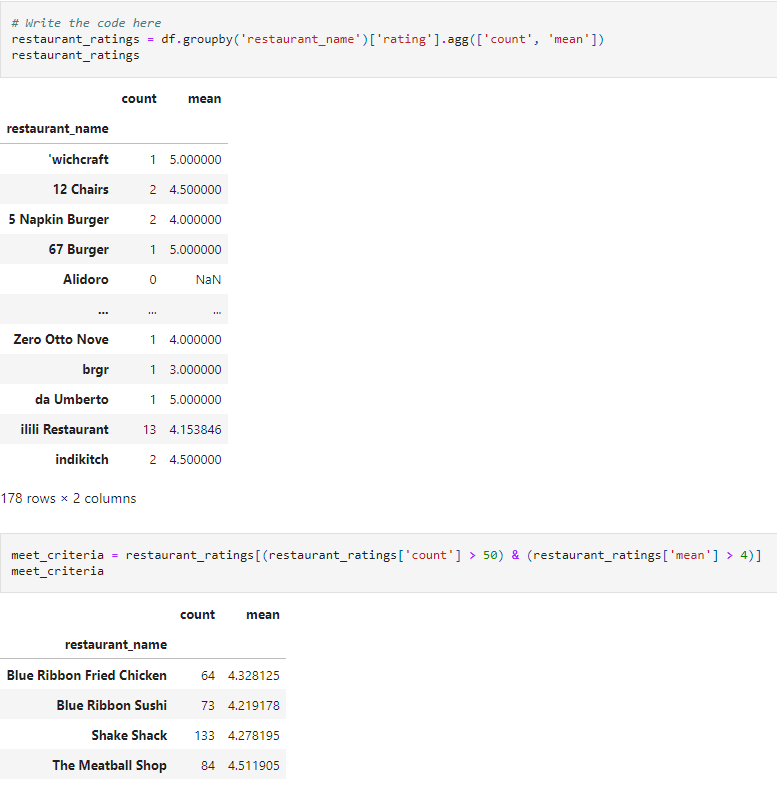 # Write the code here
restaurant_ratings = df.groupby('restaurant_name')['rating'].agg(['count', 'mean'])
restaurant_ratings
count mean
restaurant_name
'wichcraft 1 5.000000
12 Chairs 2 4.500000
5 Napkin Burger 2 4.000000
67 Burger 1 5.000000
Alidoro 0 NaN
... ... ...
Zero Otto Nove 1 4.000000
brgr 1 3.000000
da Umberto 1 5.000000
ilili Restaurant 13 4.153846
indikitch 2 4.500000
178 rows × 2 columns
meet_criteria = restaurant_ratings[(restaurant_ratings['count'] > 50) & (restaurant_ratings['mean'] > 4)]
meet_criteria
count mean
restaurant_name
Blue Ribbon Fried Chicken 64 4.328125
Blue Ribbon Sushi 73 4.219178
Shake Shack 133 4.278195
The Meatball Shop 84 4.511905